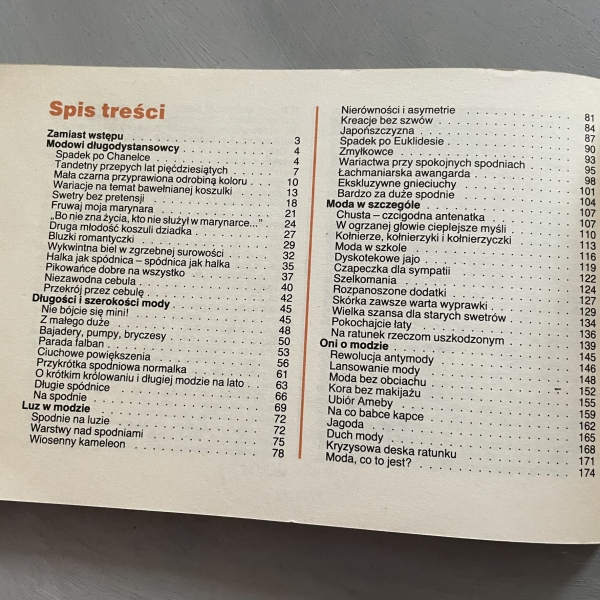 Spis treści
Zamiast wstępu 3
Modowi długodystansowcy 4
Spadek po Chanelce 4
Tandetny przepych lat pięćdziesiątych 7
Mała czarna przyprawiona odrobiną koloru 10
Wariacje na temat bawełnianej koszulki 13
Swetry bez pretensji 18
Fruwaj moja marynara 21
„Bo nie zna życia, kto nie służył w marynarce..." 24
Druga młodość koszuli dziadka 27
Bluzki romantyczki 29
Wykwintna biel w zgrzebnej surowości 32
Halka jak spódnica – spódnica jak halka 35
Pikowańce dobre na wszystko 37
Niezawodna cebula 40
Przekrój przez cebulę 42
Długości i szerokości mody 45
Nie bójcie się mini! 45
Z małego duże 48
Bajadery, pumpy, bryczesy 50
Parada falban 53
Ciuchowe powiększenia 56
Przykrótka spodniowa normalka 61
O krótkim królowaniu i długiej modzie na lato 63
Długie spódnice 66
Na spodnie 69
Luz w modzie 72
Spodnie na luzie 72
Warstwy nad spodniami 75
Wiosenny kameleon 78
Nierówności i asymetrie 81
Kreacje bez szwów 84
Japońszczyzna 87
Spadek po Euklidesie 90
Zmyłkowce 93
Wariactwa przy spokojnych spodniach 95
Łachmaniarska awangarda 98
Ekskluzywne gnieciuchy 101
Bardzo za duże spodnie 104
Moda w szczególe 107
Chusta – czcigodna antenatka 107
W ogrzanej głowie cieplejsze myśli 110
Kołnierze, kołnierzyki i kołnierzyczki 113
Moda w szkole 116
Dyskotekowe jajo 119
Czapeczka dla sympatii 122
Szelkomania 124
Rozpanoszone dodatki 127
Skórka zawsze warta wyprawki 129
Wielka szansa dla starych swetrów 134
Pokochajcie łaty 136
Na ratunek rzeczom uszkodzonym 139
Oni o modzie 145
Rewolucja antymody 145
Lansowanie mody 148
Moda bez obciachu 152
Kora bez makijażu 155
Ubiór Ameby 159
Na co babce kapce 162
Jagoda 165
Duch mody 168
Kryzysowa deska ratunku 171
Moda, co to jest? 174